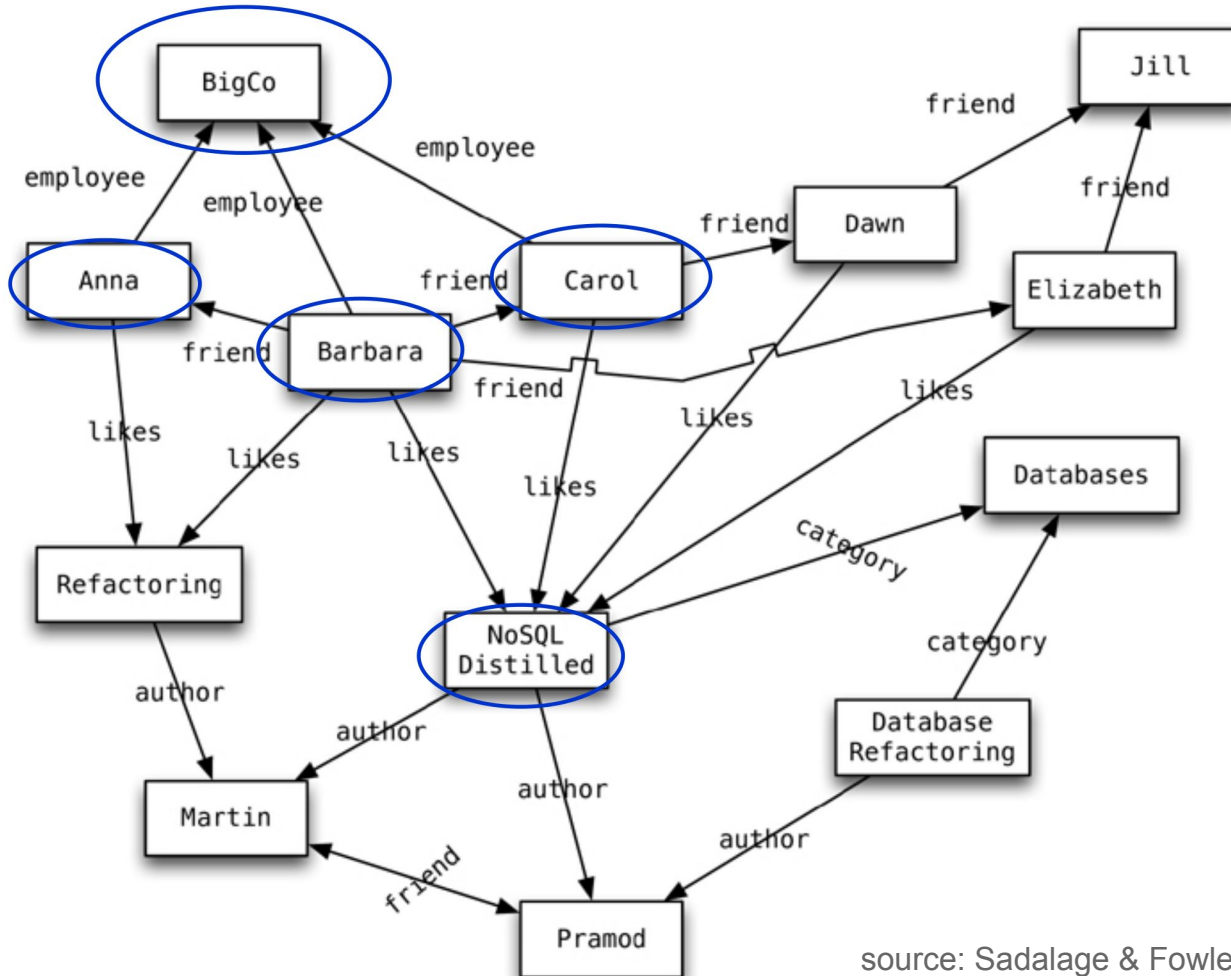 BigCo
Jill
friend
employee
employee
employee
friend
Dawn
friend
Anna
friend
Carol
Elizabeth
friend
Barbara
friend
likes
likes
likes
likes
likes
likes
Databases
category
Refactoring
NoSQL
Distilled
category
author
author
Database
Refactoring
author
Martin
author
friend
Pramod
source: Sadalage & Fowle